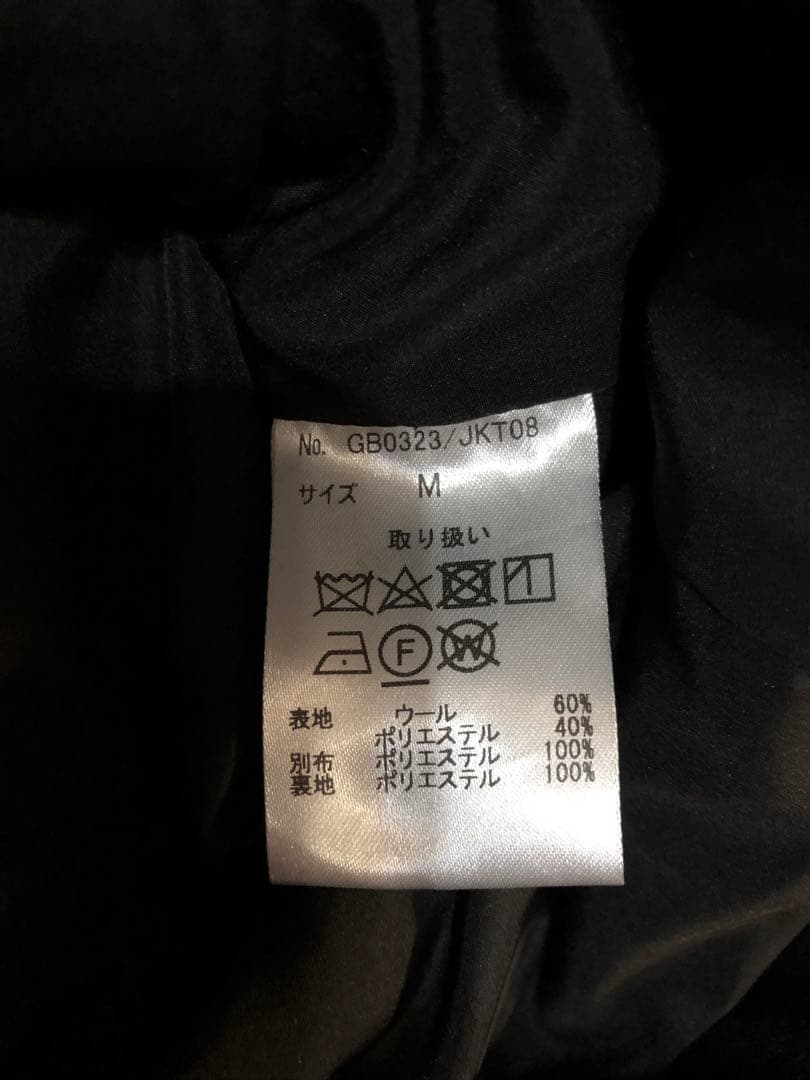 No. GB0323/JKT08
サイズ M
取り扱い
F W
表地 ウール 60%
ポリエステル 40%
別布 ポリエステル 100%
裏地 ポリエステル 100%